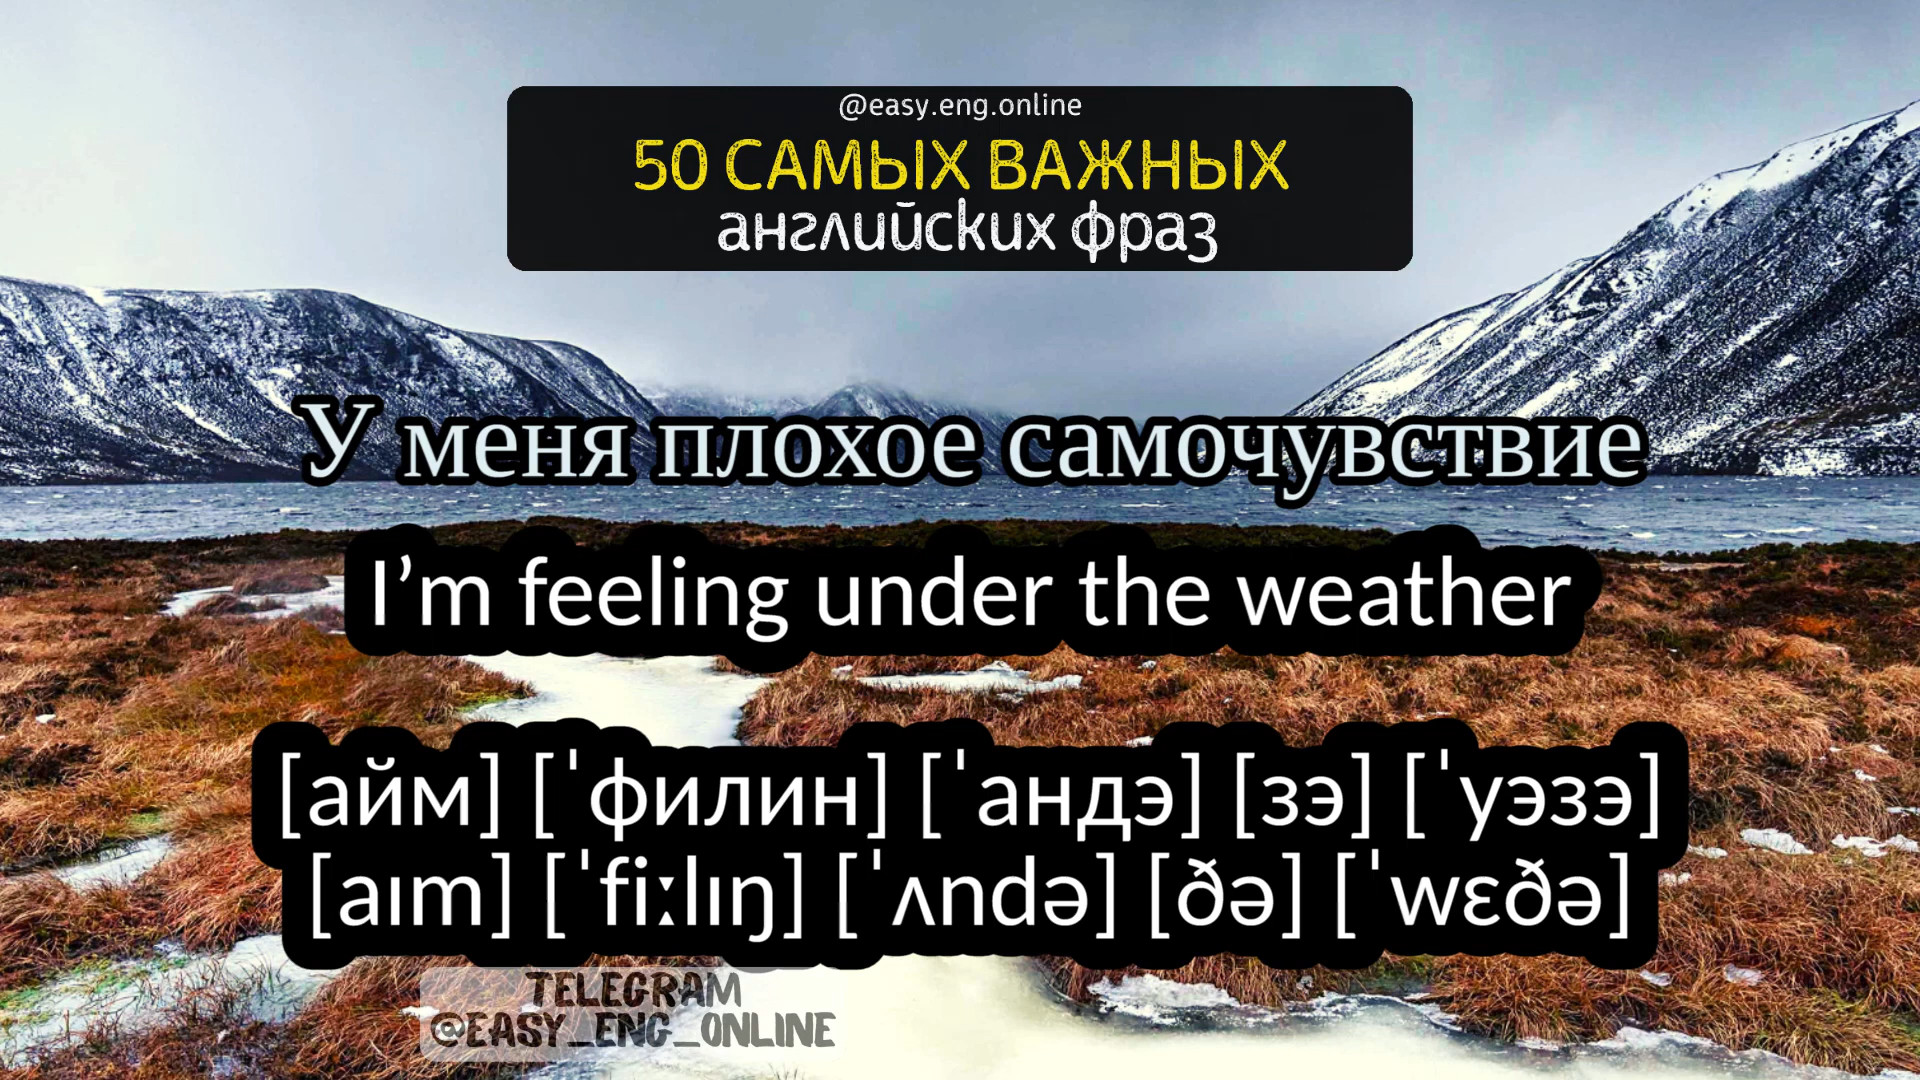 @easy.eng.online
50 САМЫХ ВАЖНЫХ
английских фраз
У меня плохое самочувствие
I’m feeling under the weather
[айм] [ˈфилин] [ˈандэ] [зэ] [ˈуэзэ]
[aɪm] [ˈfiːlɪŋ] [ˈʌndə] [ðə] [ˈwɛðə]
TELEGRAM
@EASY_ENG_ONLINE